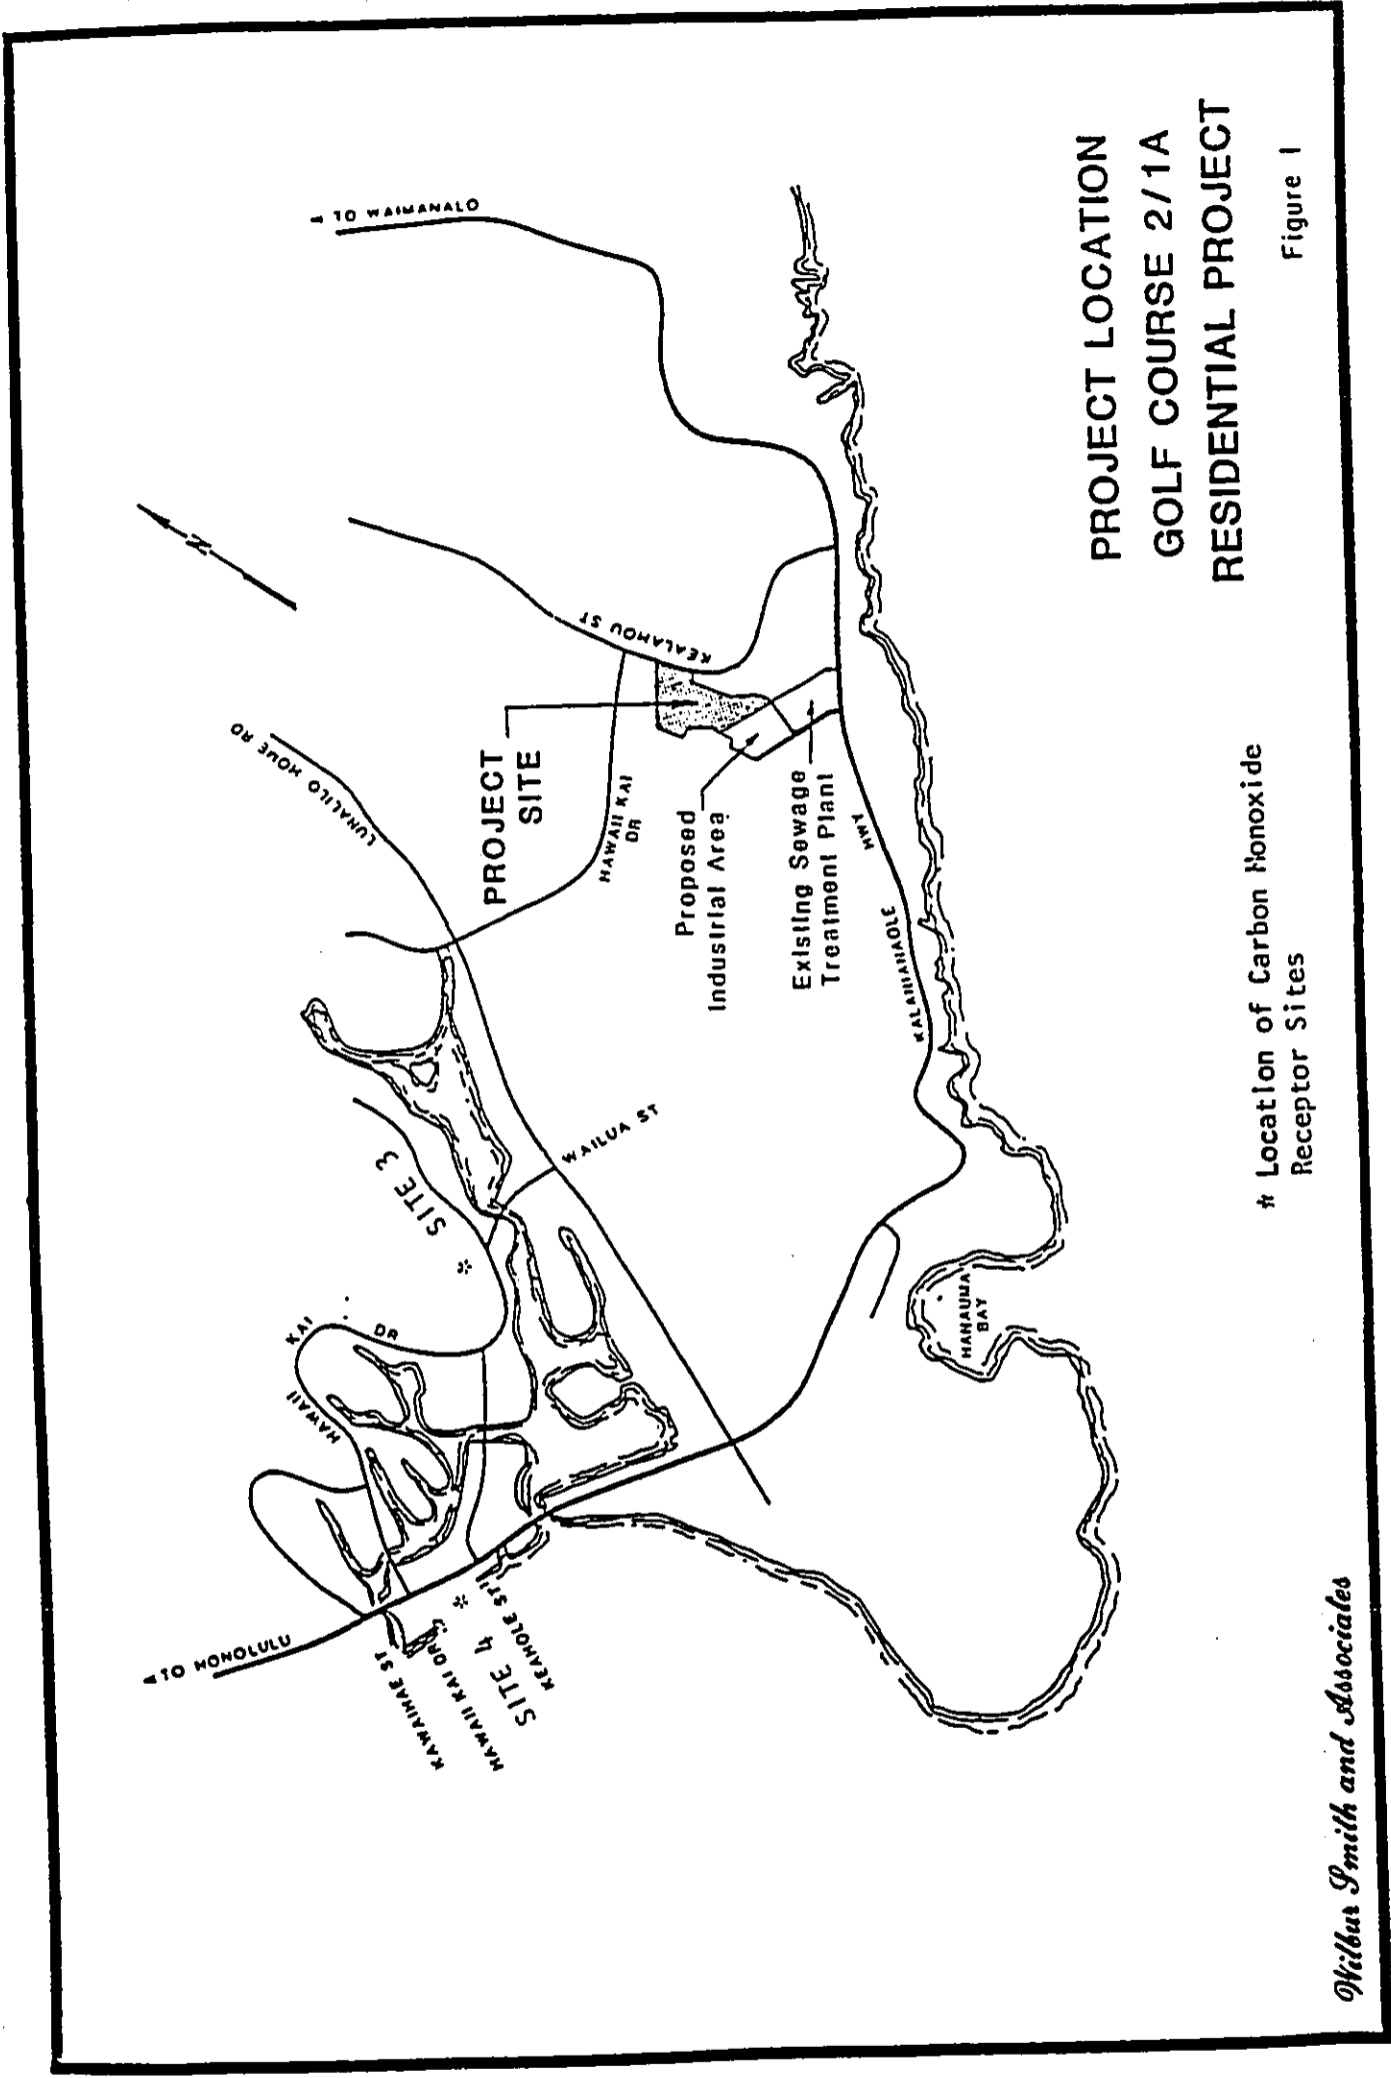 ◄ TO WAIMANALO
N
KEALAHOU ST
LUNALILO HOME RD
PROJECT
SITE
HAWAII KAI
DR
Proposed
Industrial Area
Existing Sewage
Treatment Plant
KALANIANAOLE HWY
WAILUA ST
SITE 3
*
HAWAII KAI DR
HANAUMA
BAY
◄ TO HONOLULU
KAWAIHAE ST
HAWAII KAI DR
KEAHOLE ST
SITE 4
*
* Location of Carbon Monoxide
Receptor Sites
PROJECT LOCATION
GOLF COURSE 2/1A
RESIDENTIAL PROJECT
Figure 1
Wilbur Smith and Associates